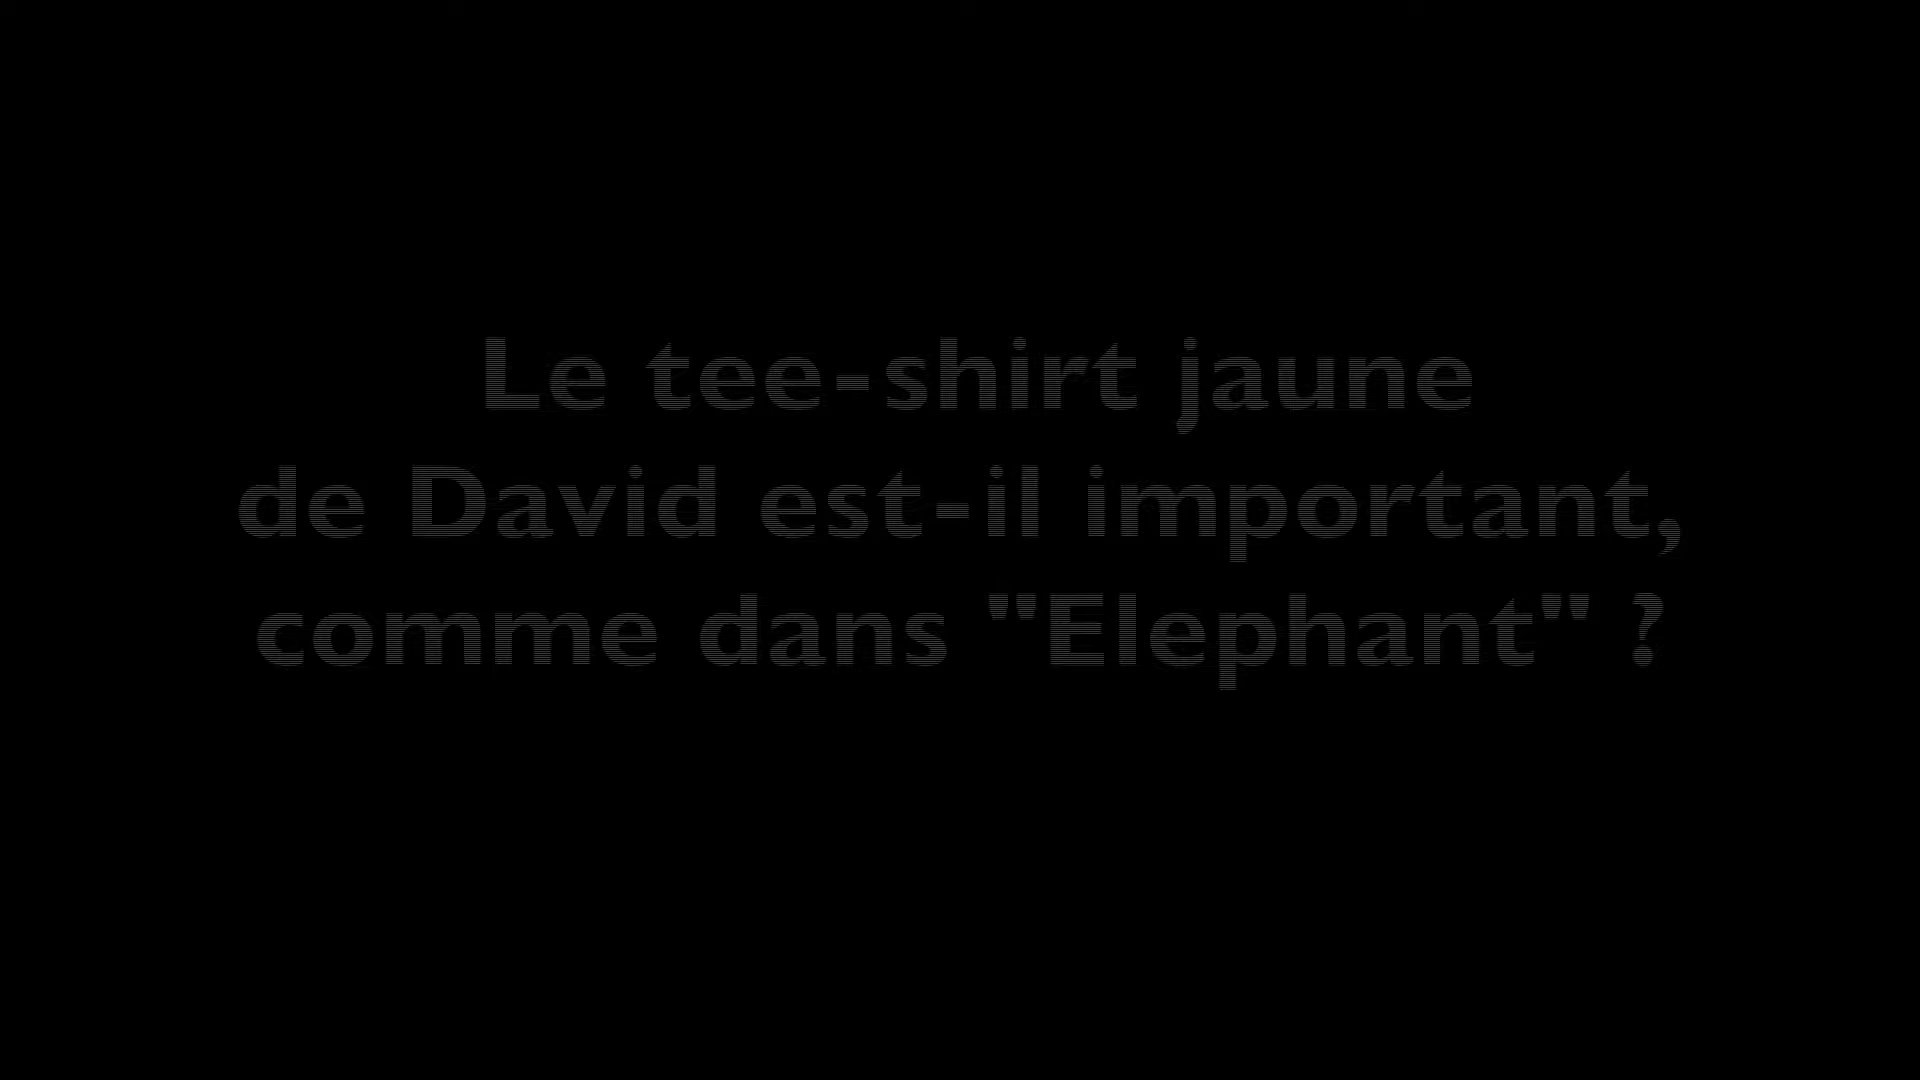 Le tee-shirt jaune
de David est-il important,
comme dans "Elephant" ?